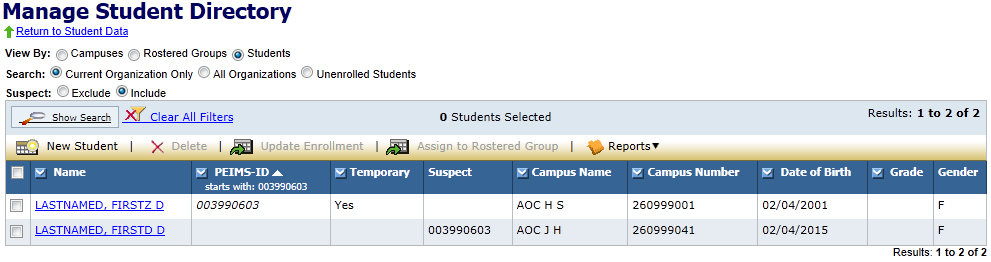 Manage Student Directory
Return to Student Data
View By: Campuses Rostered Groups Students
Search: Current Organization Only All Organizations Unenrolled Students
Suspect: Exclude Include
Show Search Clear All Filters 0 Students Selected Results: 1 to 2 of 2
New Student | Delete | Update Enrollment | Assign to Rostered Group | Reports▼
Name PEIMS-ID Temporary Suspect Campus Name Campus Number Date of Birth Grade Gender
starts with: 003990603
LASTNAMED, FIRSTZ D 003990603 Yes AOC H S 260999001 02/04/2001 F
LASTNAMED, FIRSTD D 003990603 AOC J H 260999041 02/04/2015 F
Results: 1 to 2 of 2